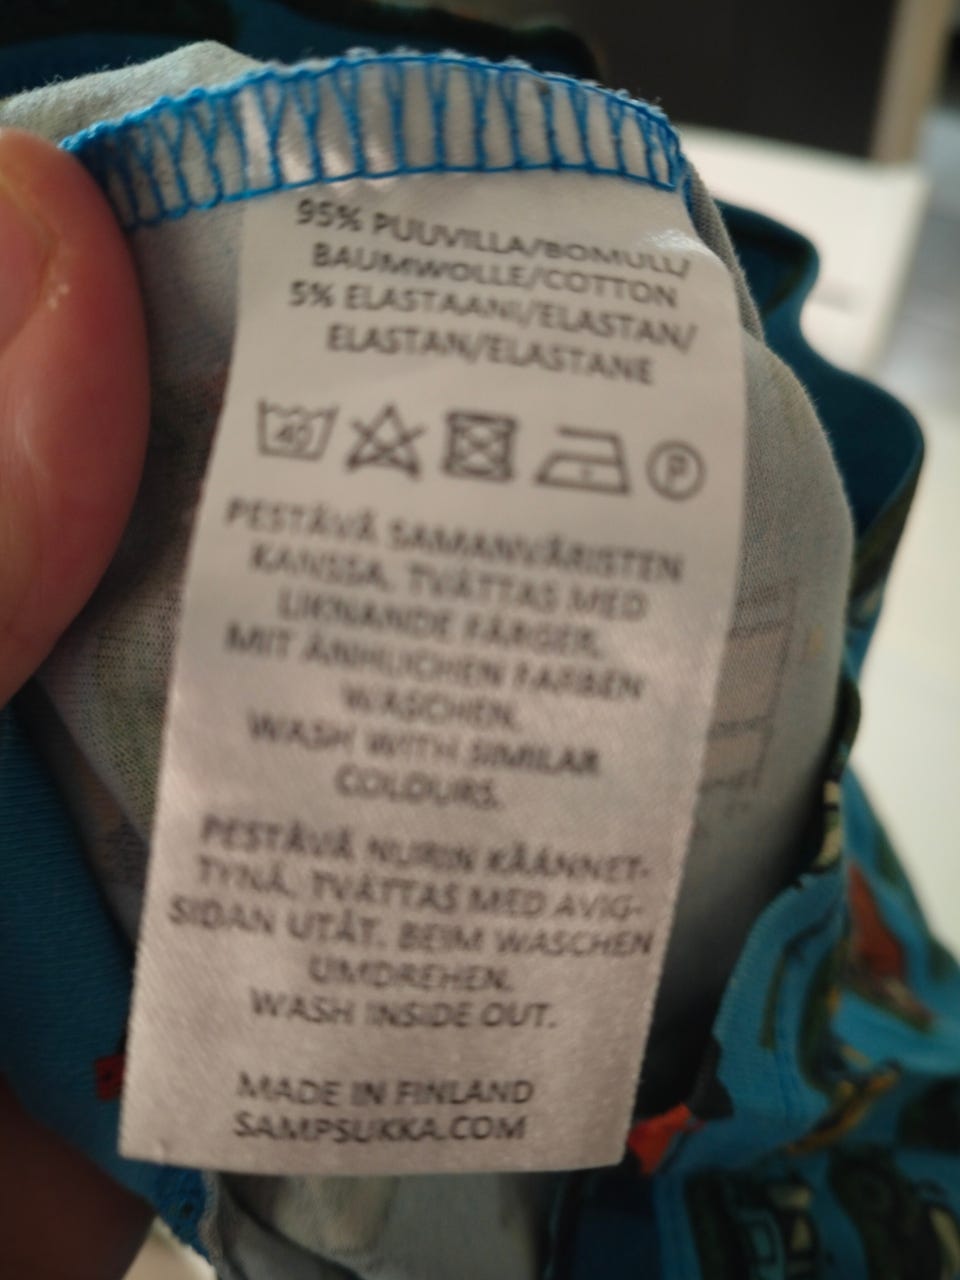 95% PUUVILLA/BOMULL/
BAUMWOLLE/COTTON
5% ELASTAANI/ELASTAN/
ELASTAN/ELASTANE
40
P
PESTÄVÄ SAMANVÄRISTEN
KANSSA. TVÄTTAS MED
LIKNANDE FÄRGER.
MIT ÄNHLICHEN FARBEN
WASCHEN.
WASH WITH SIMILAR
COLOURS.
PESTÄVÄ NURIN KÄÄNNET-
TYNÄ. TVÄTTAS MED AVIG-
SIDAN UTÅT. BEIM WASCHEN
UMDREHEN.
WASH INSIDE OUT.
MADE IN FINLAND
SAMPSUKKA.COM